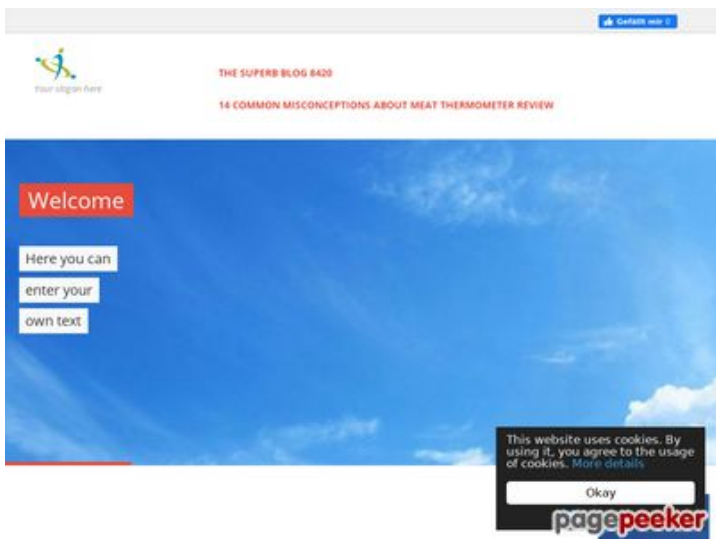 Gefällt mir 0
Your slogan here
THE SUPERB BLOG 8420
14 COMMON MISCONCEPTIONS ABOUT MEAT THERMOMETER REVIEW
Welcome
Here you can
enter your
own text
This website uses cookies. By
using it, you agree to the usage
of cookies. More details
Okay
pagepeeker